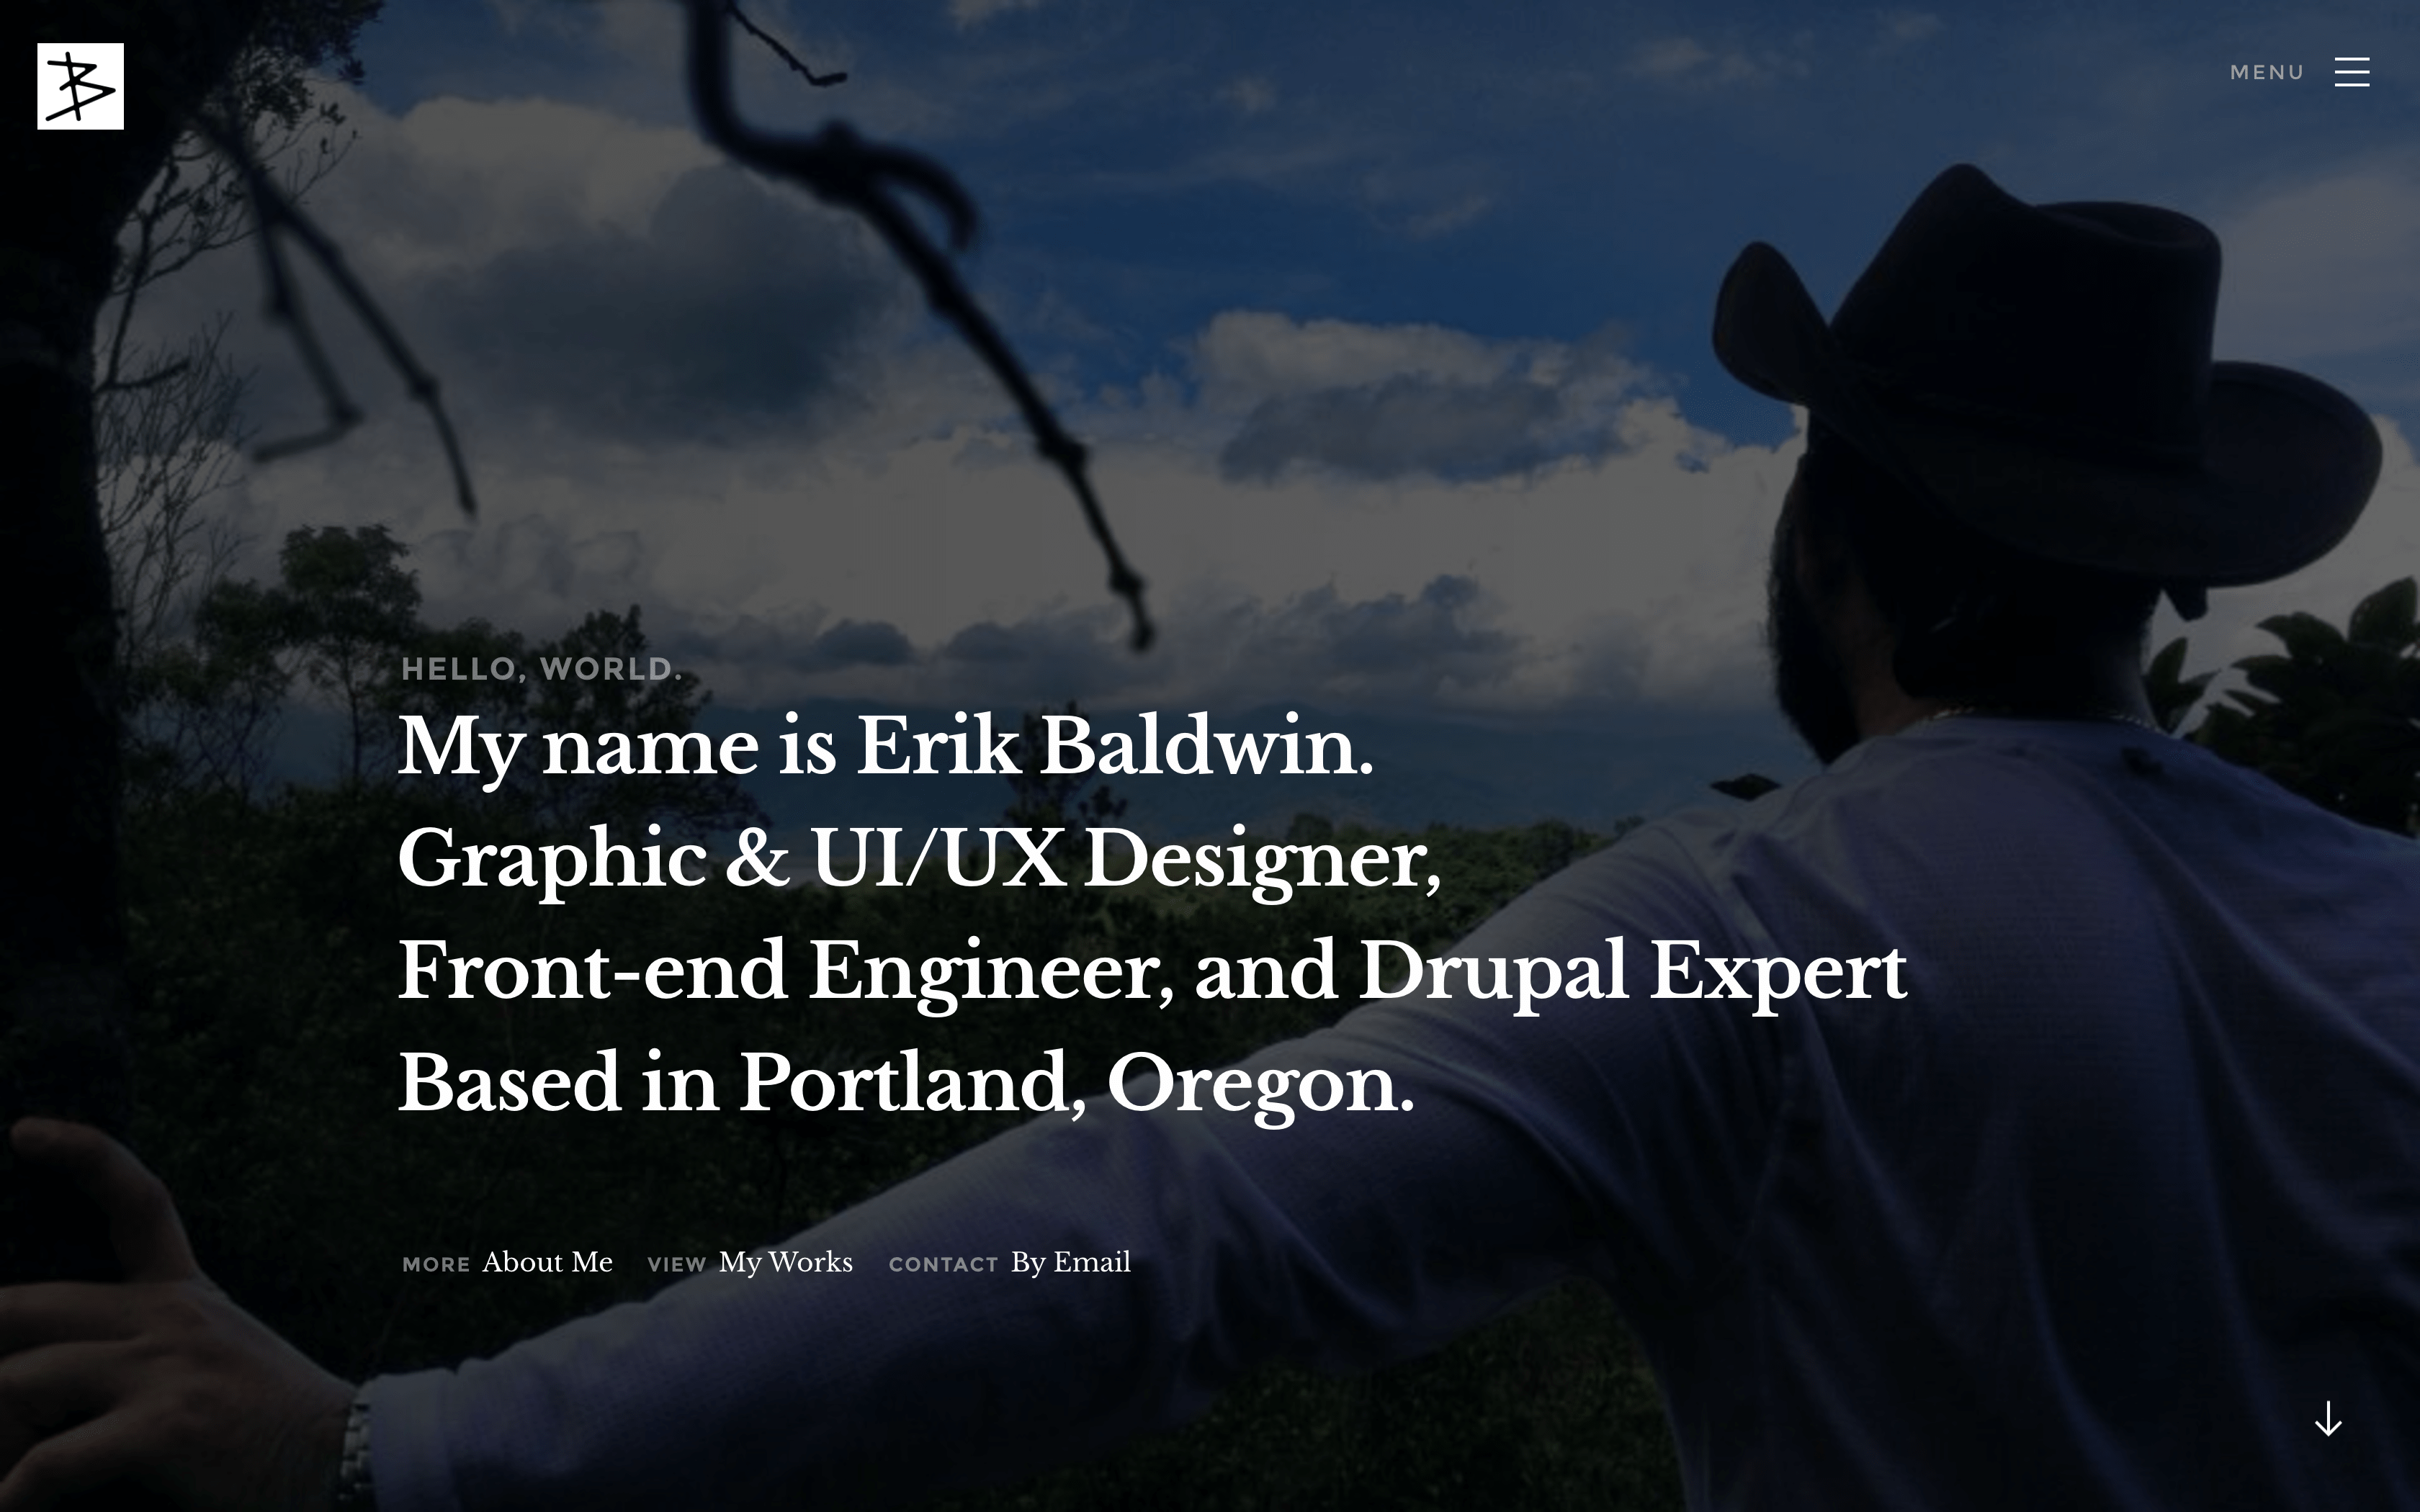 MENU
HELLO, WORLD.
My name is Erik Baldwin.
Graphic & UI/UX Designer,
Front-end Engineer, and Drupal Expert
Based in Portland, Oregon.
MORE About Me VIEW My Works CONTACT By Email